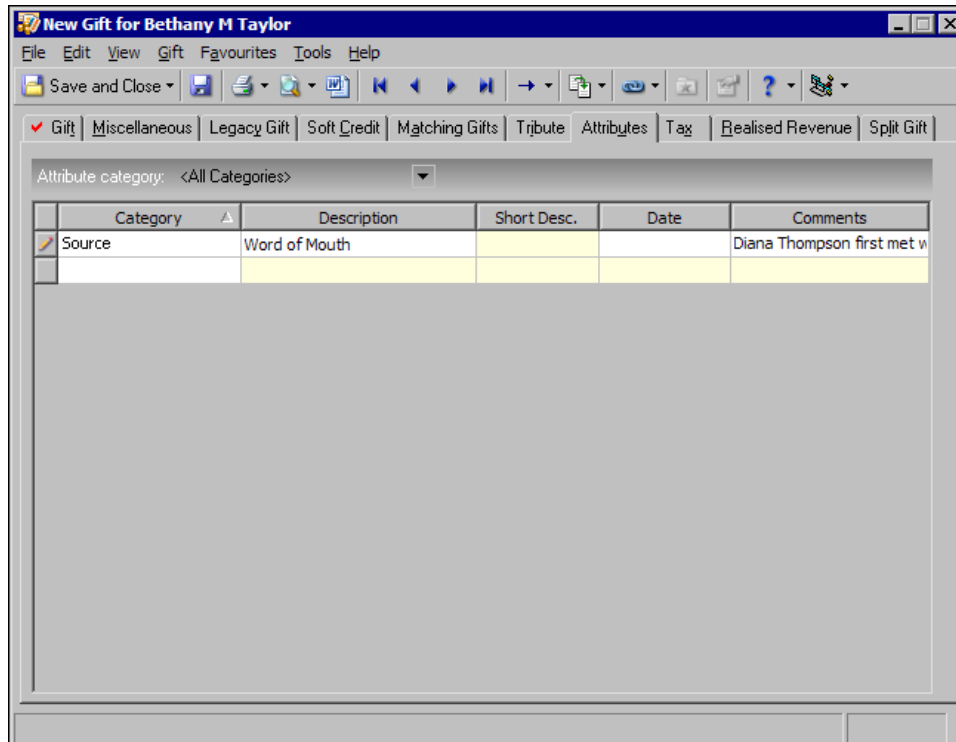 New Gift for Bethany M Taylor
File Edit View Gift Favourites Tools Help
Save and Close
Gift Miscellaneous Legacy Gift Soft Credit Matching Gifts Tribute Attributes Tax Realised Revenue Split Gift
Attribute category: <All Categories>
Category Description Short Desc. Date Comments
Source Word of Mouth Diana Thompson first met w